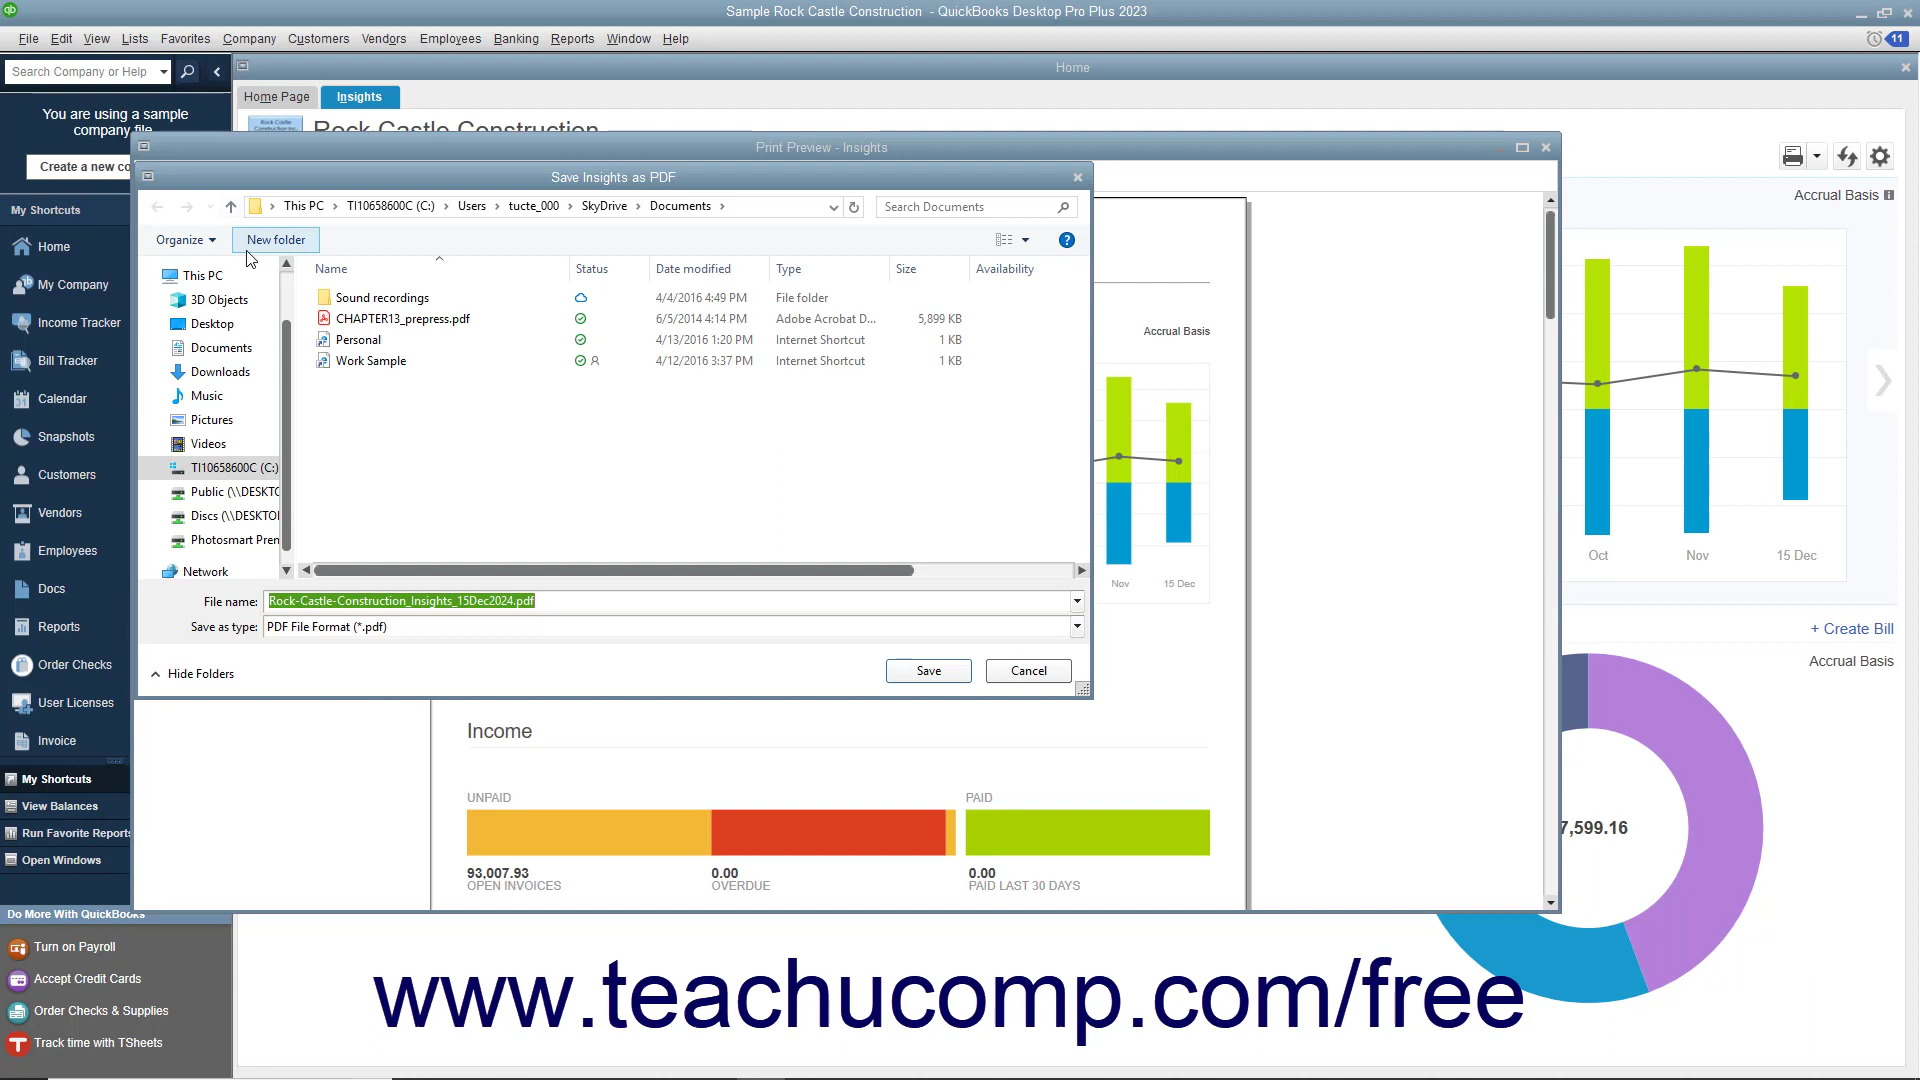 Sample Rock Castle Construction - QuickBooks Desktop Pro Plus 2023
File Edit View Lists Favorites Company Customers Vendors Employees Banking Reports Window Help
11
Search Company or Help
Home
You are using a sample
company file.
Home Page Insights
Rock Castle Construction
Create a new co
Print Preview - Insights
Save Insights as PDF
My Shortcuts
Home
My Company
Income Tracker
Bill Tracker
Calendar
Snapshots
Customers
Vendors
Employees
Docs
Reports
Order Checks
User Licenses
Invoice
My Shortcuts
View Balances
Run Favorite Reports
Open Windows
Do More With QuickBooks
Turn on Payroll
Accept Credit Cards
Order Checks & Supplies
Track time with TSheets
This PC > TI10658600C (C:) > Users > tucte_000 > SkyDrive > Documents >
Search Documents
Organize New folder
This PC
3D Objects
Desktop
Documents
Downloads
Music
Pictures
Videos
TI10658600C (C:)
Public (\\DESKTO
Discs (\\DESKTO
Photosmart Pren
Network
Name Status Date modified Type Size Availability
Sound recordings 4/4/2016 4:49 PM File folder
CHAPTER13_prepress.pdf 6/5/2014 4:14 PM Adobe Acrobat D... 5,899 KB
Personal 4/13/2016 1:20 PM Internet Shortcut 1 KB
Work Sample 4/12/2016 3:37 PM Internet Shortcut 1 KB
File name: Rock-Castle-Construction_Insights_15Dec2024.pdf
Save as type: PDF File Format (*.pdf)
Hide Folders
Save Cancel
Accrual Basis
Nov 15 Dec
Income
UNPAID PAID
93,007.93 0.00 0.00
OPEN INVOICES OVERDUE PAID LAST 30 DAYS
Accrual Basis
Oct Nov 15 Dec
+ Create Bill
Accrual Basis
7,599.16
www.teachucomp.com/free